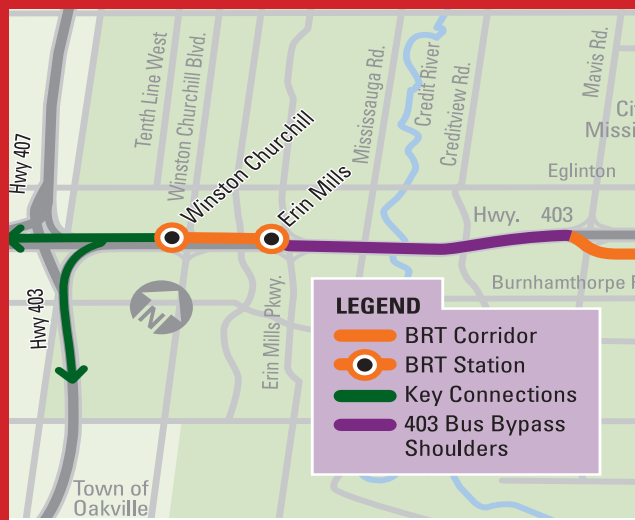 Hwy 407
Tenth Line West
Winston Churchill Blvd.
Winston Churchill
Erin Mills
Mississauga Rd.
Credit River
Creditview Rd.
Mavis Rd.
Ci
Missi
Eglinton
Hwy. 403
Burnhamthorpe R
Hwy 403
N
Erin Mills Pkwy.
LEGEND
BRT Corridor
BRT Station
Key Connections
403 Bus Bypass
Shoulders
Town of
Oakville